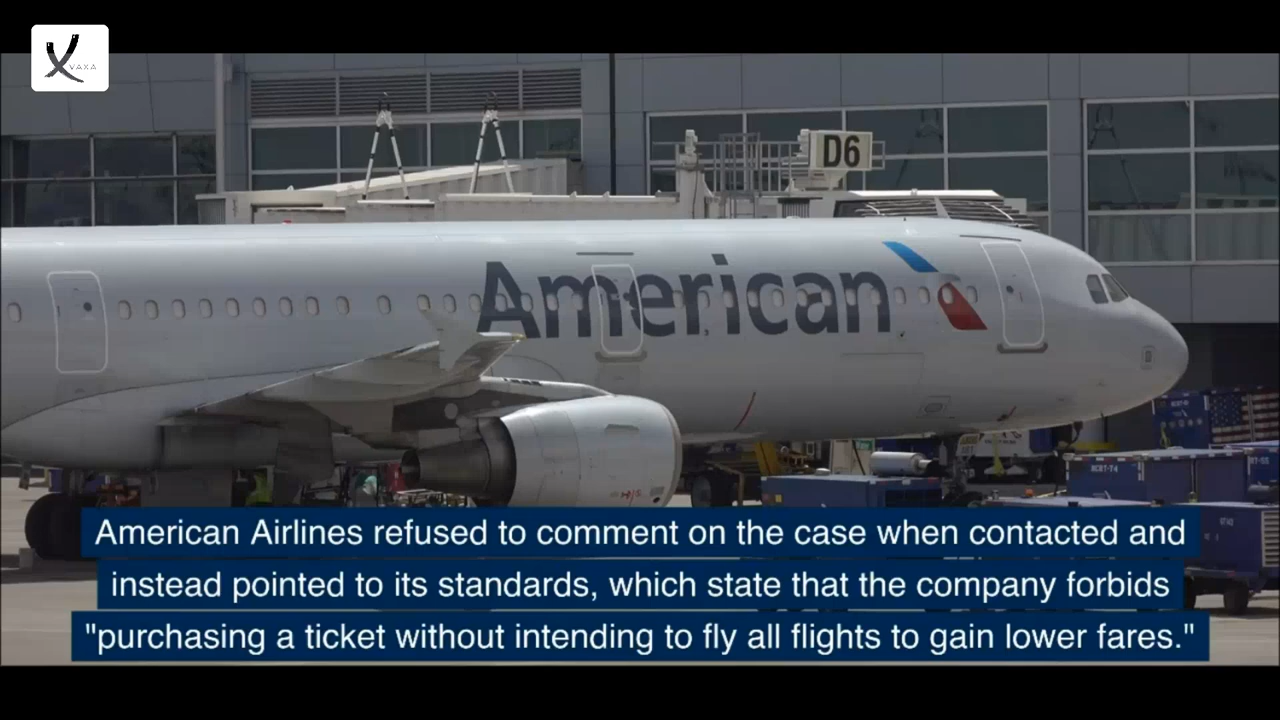 VAXA
D6
American
American Airlines refused to comment on the case when contacted and
instead pointed to its standards, which state that the company forbids
"purchasing a ticket without intending to fly all flights to gain lower fares."